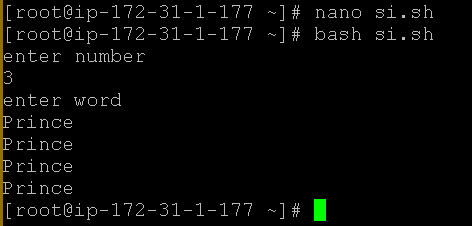 [root@ip-172-31-1-177 ~]# nano si.sh
[root@ip-172-31-1-177 ~]# bash si.sh
enter number
3
enter word
Prince
Prince
Prince
Prince
[root@ip-172-31-1-177 ~]#